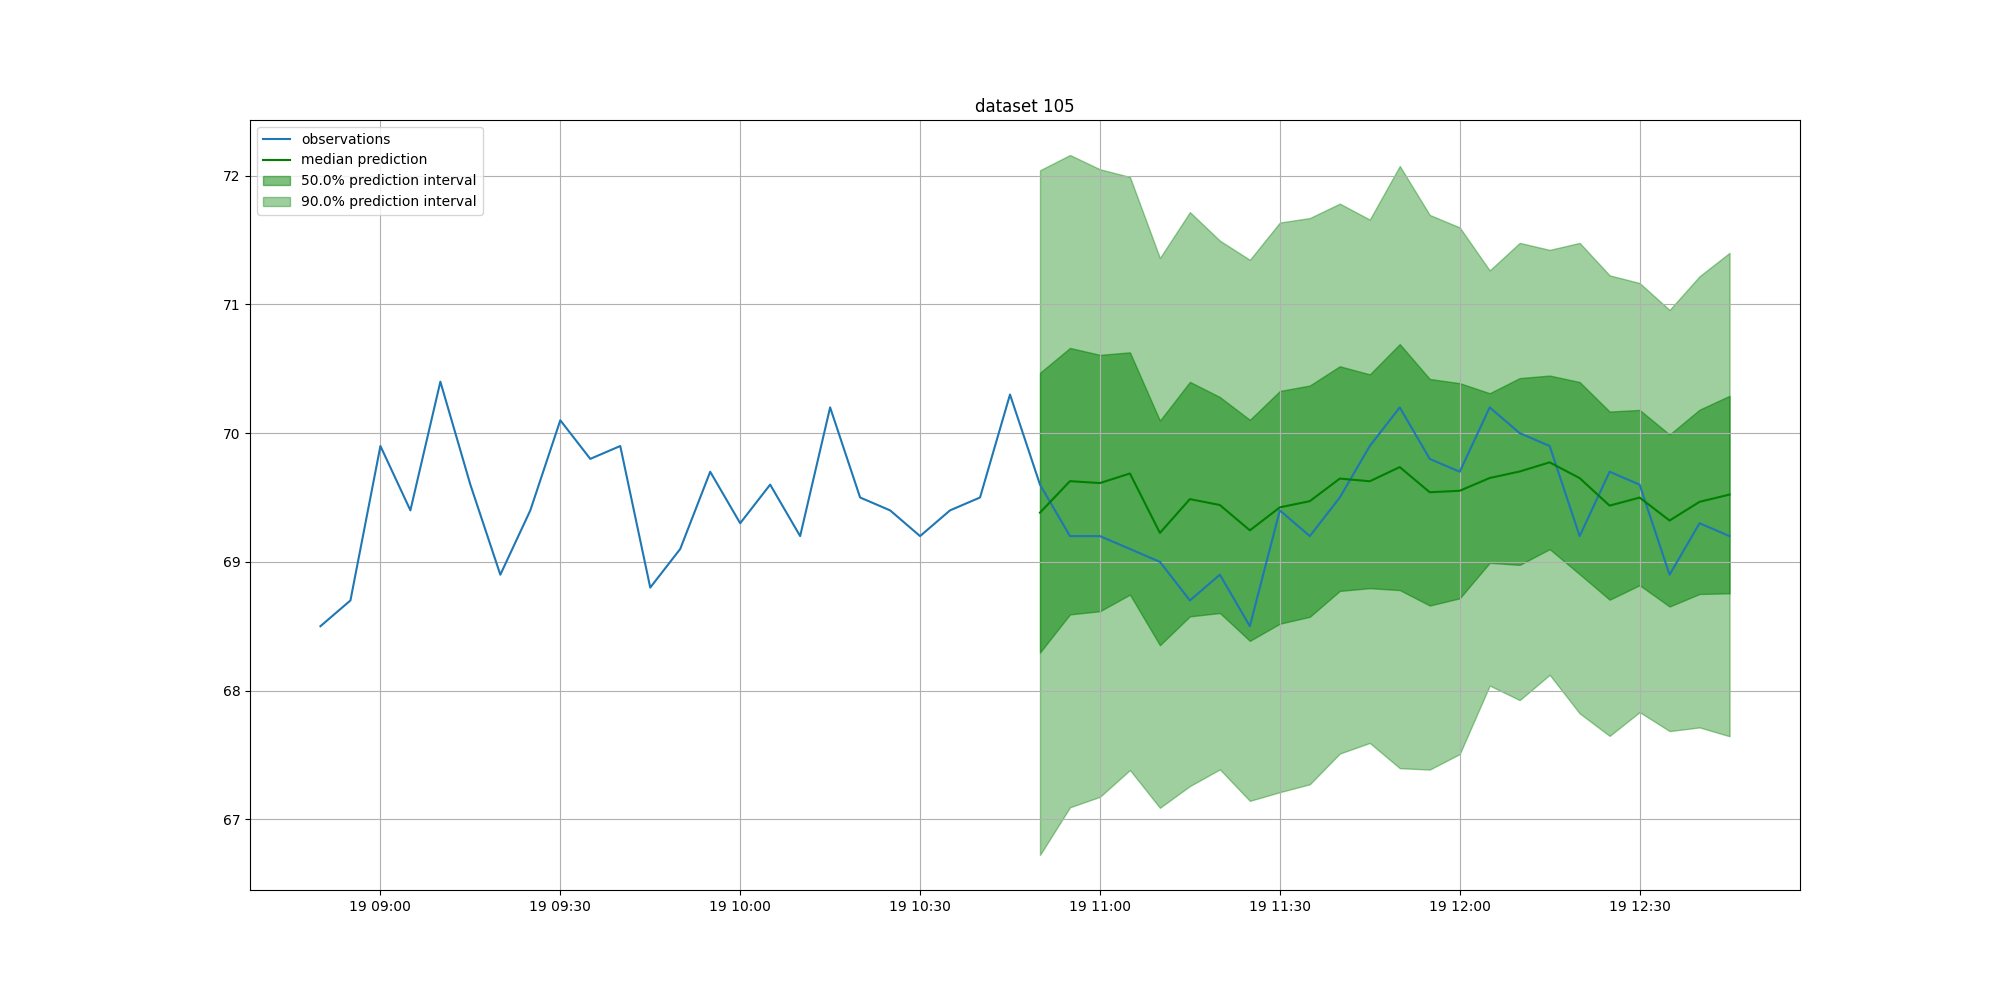 dataset 105
observations
median prediction
50.0% prediction interval
90.0% prediction interval
72
71
70
69
68
67
19 09:00
19 09:30
19 10:00
19 10:30
19 11:00
19 11:30
19 12:00
19 12:30